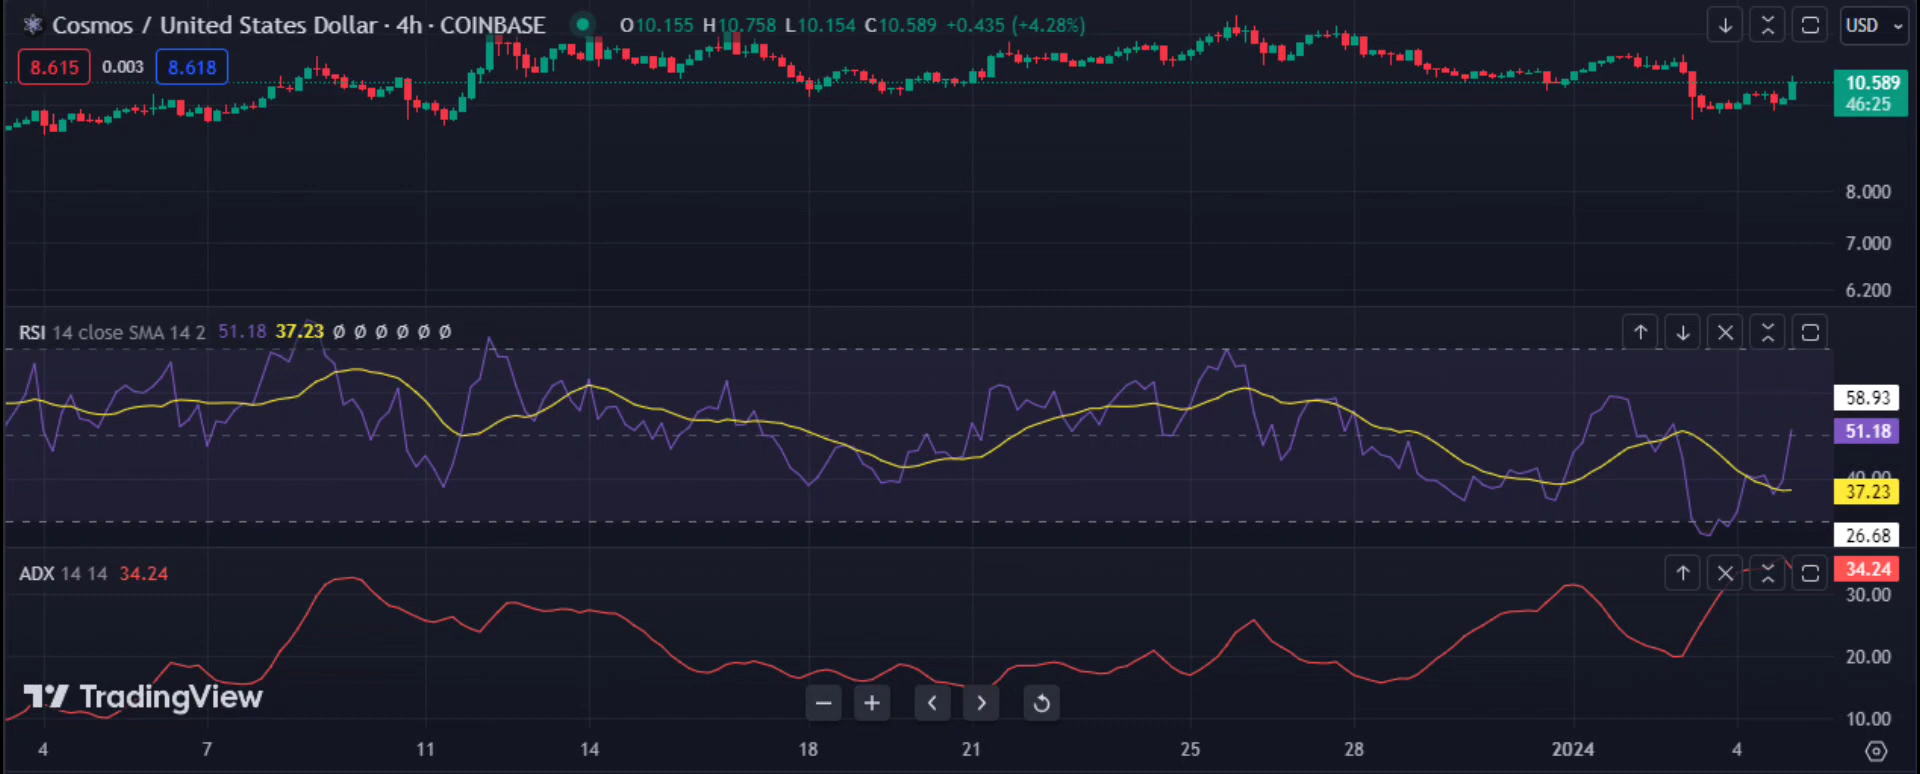 Cosmos / United States Dollar · 4h · COINBASE O10.155 H10.758 L10.154 C10.589 +0.435 (+4.28%)
USD
8.615 0.003 8.618
10.589
46:25
8.000
7.000
6.200
RSI 14 close SMA 14 2 51.18 37.23 Ø Ø Ø Ø Ø Ø
58.93
51.18
40.00
37.23
26.68
ADX 14 14 34.24
34.24
30.00
20.00
TradingView
10.00
4 7 11 14 18 21 25 28 2024 4